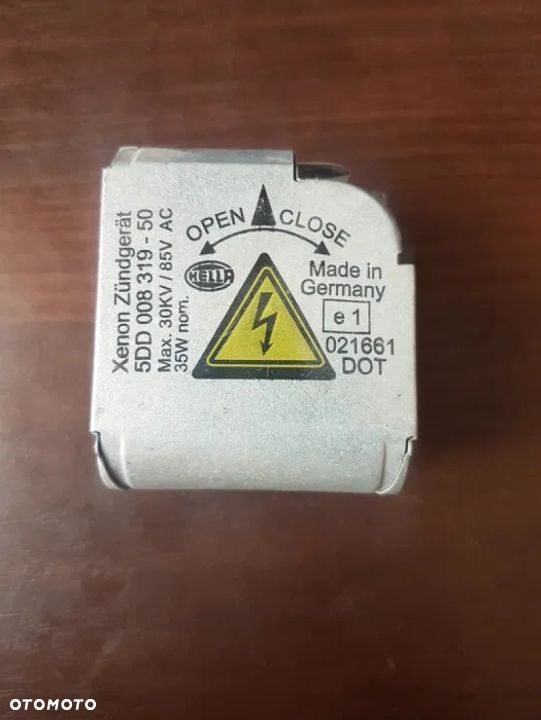 OPEN CLOSE
HELLA
Xenon Zündgerät
5DD 008 319 - 50
Max. 30KV / 85V AC
35W nom.
Made in
Germany
e 1
021661
DOT
OTOMOTO